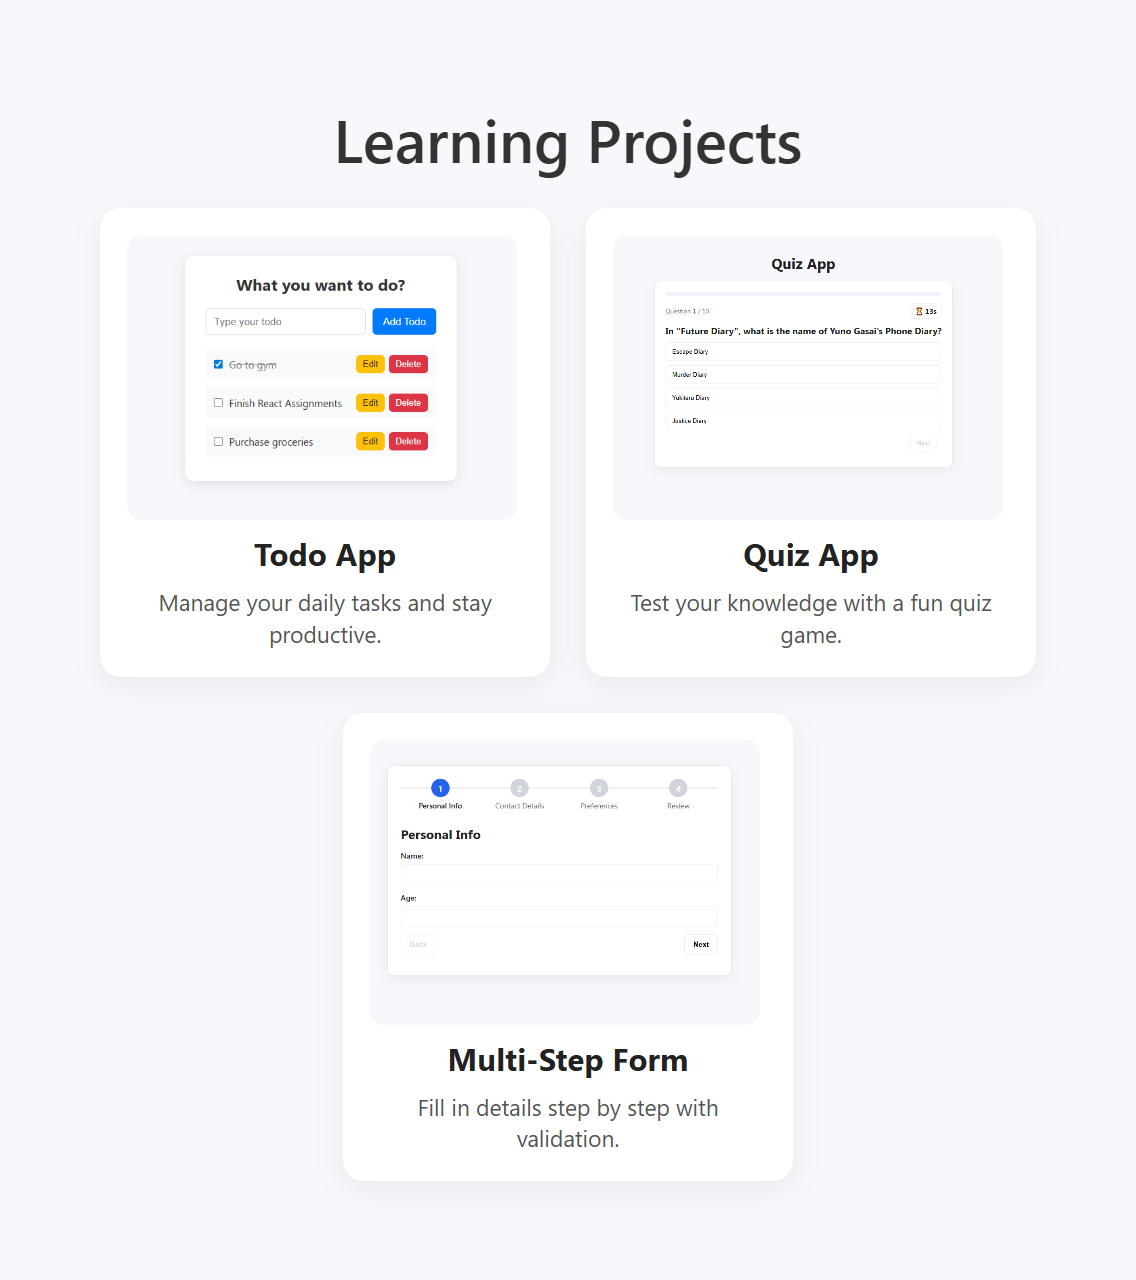 Learning Projects
What you want to do?
Type your todo
Add Todo
Go to gym
Edit
Delete
Finish React Assignments
Edit
Delete
Purchase groceries
Edit
Delete
Todo App
Manage your daily tasks and stay
productive.
Quiz App
Question 1 / 10
13s
In "Future Diary", what is the name of Yuno Gasai's Phone Diary?
Escape Diary
Murder Diary
Yukiteru Diary
Justice Diary
Next
Quiz App
Test your knowledge with a fun quiz
game.
1
2
3
4
Personal Info
Contact Details
Preferences
Review
Personal Info
Name:
Age:
Back
Next
Multi-Step Form
Fill in details step by step with
validation.